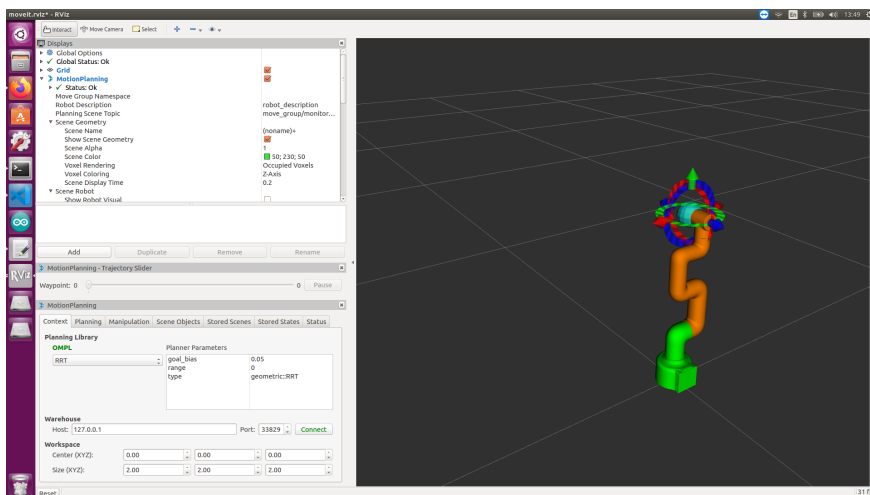 moveit.rviz* - RViz
En 13:49
Interact Move Camera Select
Displays
Global Options
Global Status: Ok
Grid
MotionPlanning
Status: Ok
Move Group Namespace
Robot Description robot_description
Planning Scene Topic move_group/monitor...
Scene Geometry
Scene Name (noname)+
Show Scene Geometry
Scene Alpha 1
Scene Color 50; 230; 50
Voxel Rendering Occupied Voxels
Voxel Coloring Z-Axis
Scene Display Time 0.2
Scene Robot
Show Robot Visual
Add Duplicate Remove Rename
MotionPlanning - Trajectory Slider
Waypoint: 0 0 Pause
RViz
MotionPlanning
Context Planning Manipulation Scene Objects Stored Scenes Stored States Status
Planning Library
OMPL Planner Parameters
RRT goal_bias 0.05
range 0
type geometric::RRT
Warehouse
Host: 127.0.0.1 Port: 33829 Connect
Workspace
Center (XYZ): 0.00 0.00 0.00
Size (XYZ): 2.00 2.00 2.00
Reset 31 f